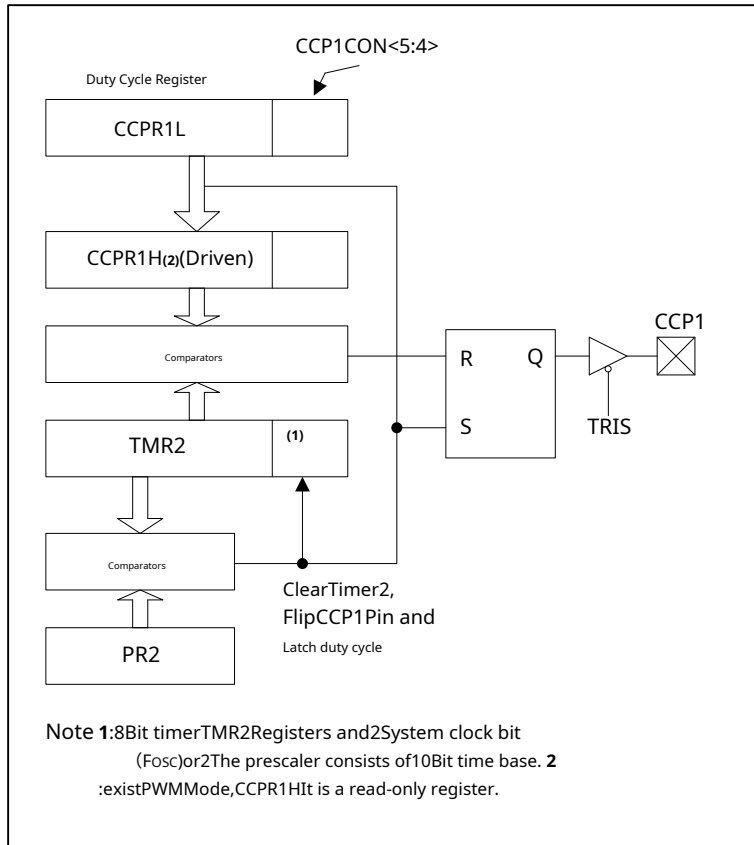 CCP1CON<5:4>
Duty Cycle Register
CCPR1L
CCPR1H(2)(Driven)
Comparators
TMR2
(1)
Comparators
PR2
R
Q
S
CCP1
TRIS
ClearTimer2,
FlipCCP1Pin and
Latch duty cycle
Note 1:8Bit timerTMR2Registers and2System clock bit
(Fosc)or2The prescaler consists of10Bit time base. 2
:existPWMMode,CCPR1HIt is a read-only register.